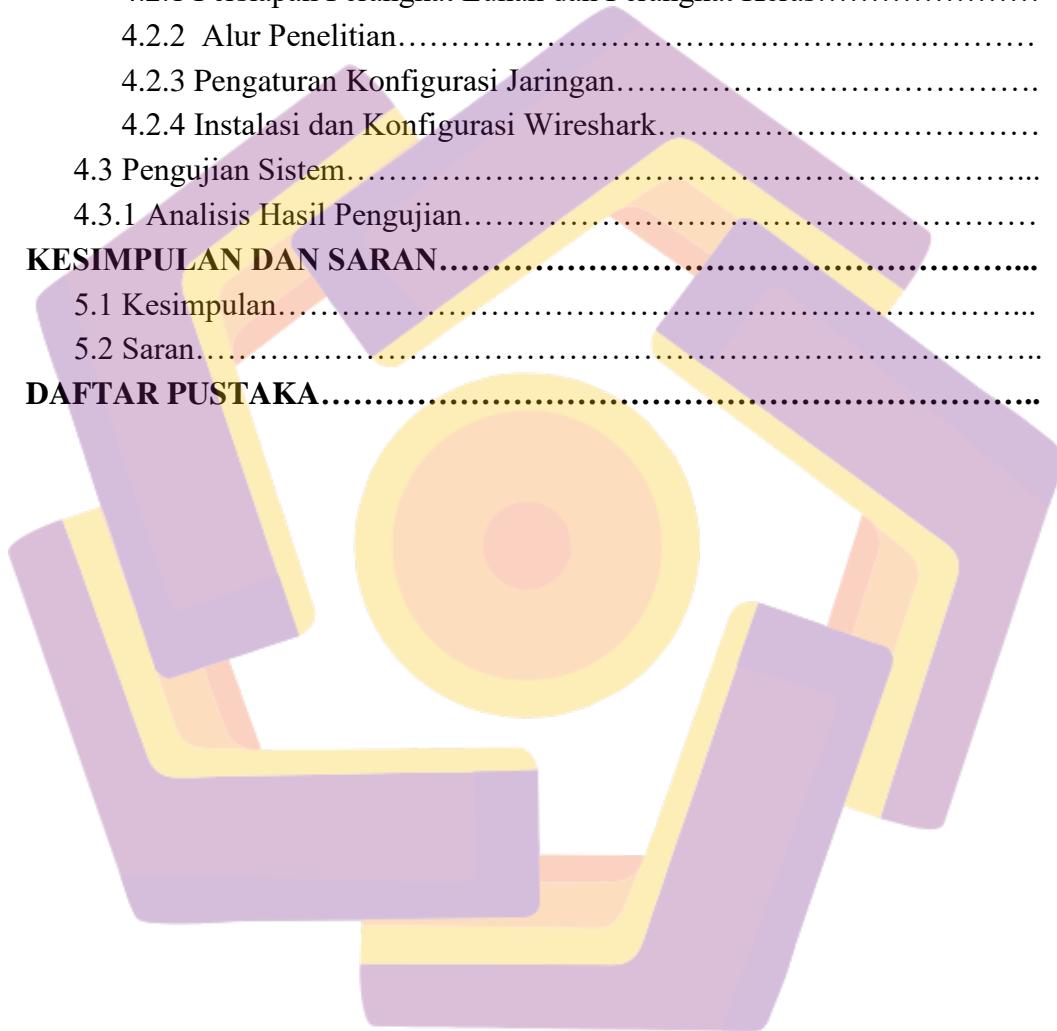 4.2.2 Alur Penelitian……………………………………………………………
4.2.3 Pengaturan Konfigurasi Jaringan……………………………………….
4.2.4 Instalasi dan Konfigurasi Wireshark……………………………………
4.3 Pengujian Sistem…………………………………………………………………...
4.3.1 Analisis Hasil Pengujian…………………………………………………………
KESIMPULAN DAN SARAN…………………………………………………………...
5.1 Kesimpulan…………………………………………………………………………...
5.2 Saran…………………………………………………………………………………..
DAFTAR PUSTAKA……………………………………………………………………..